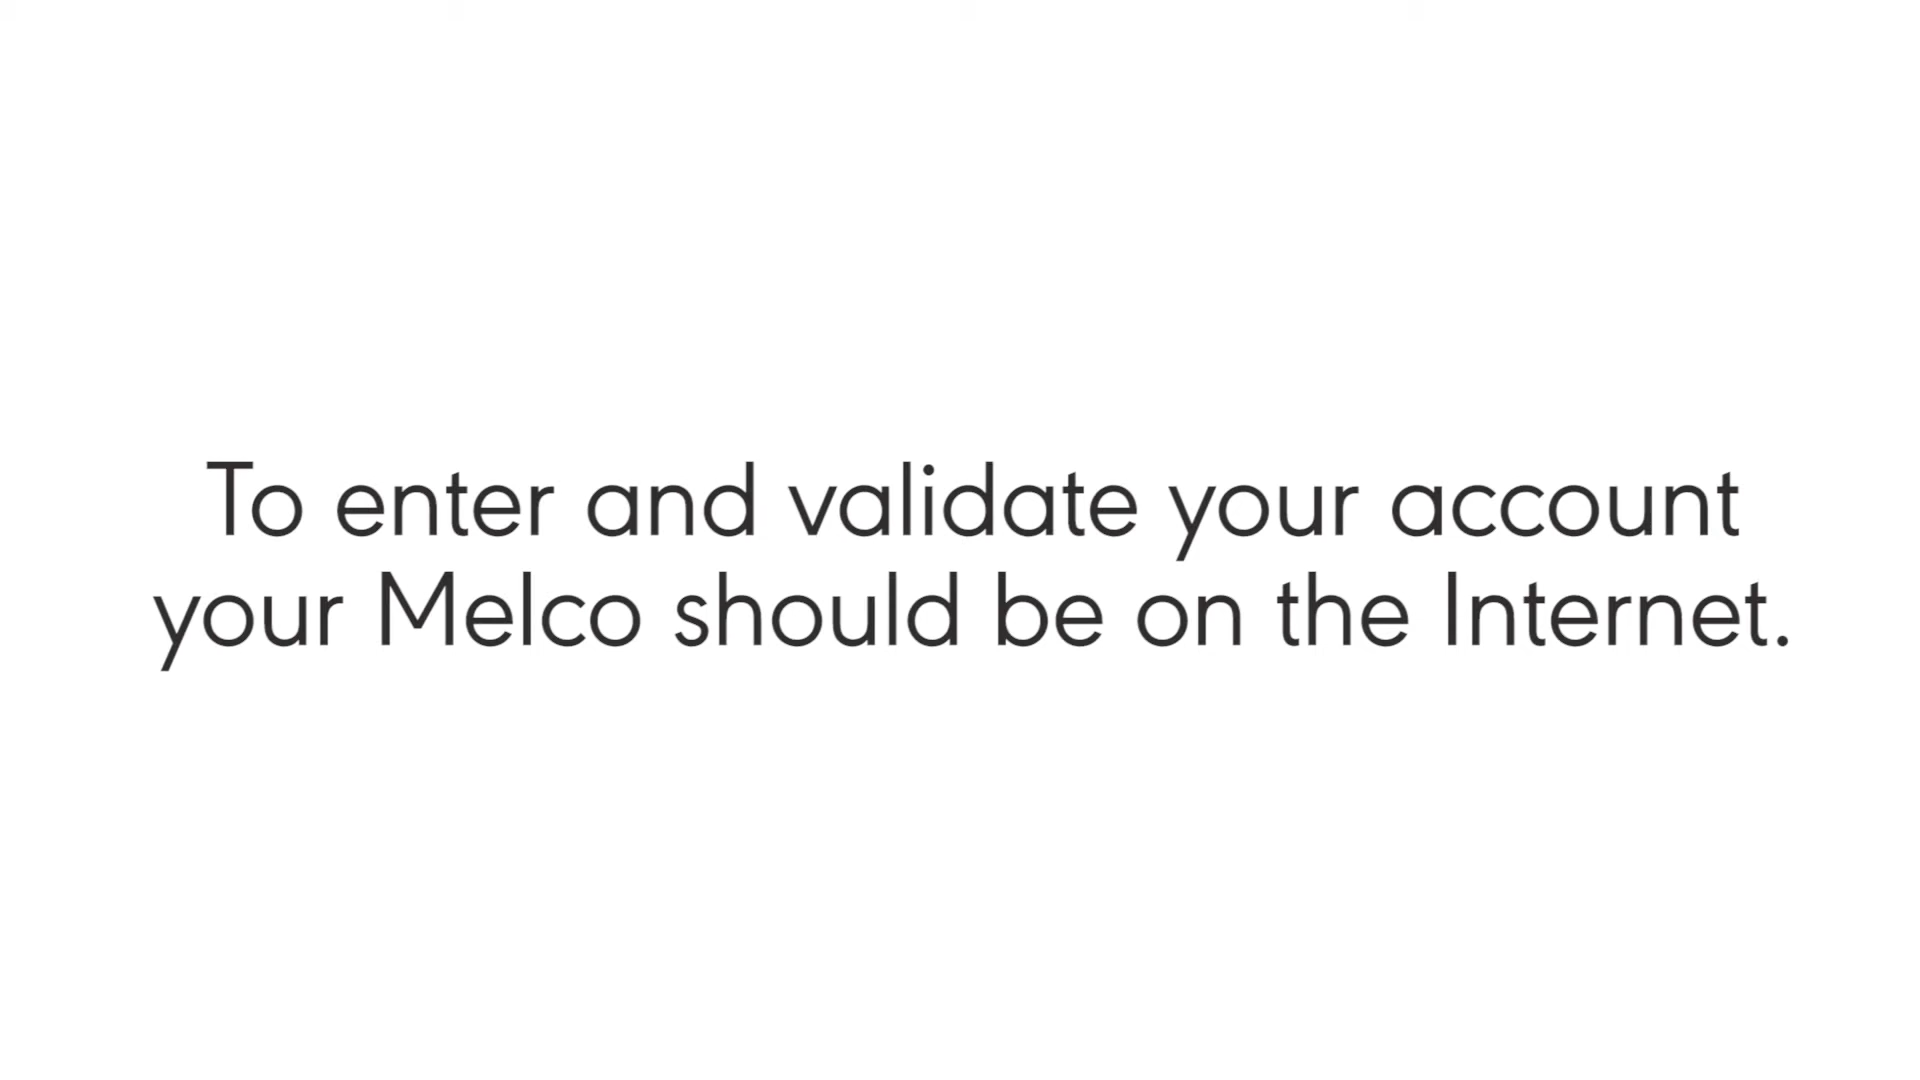 To enter and validate your account
your Melco should be on the Internet.